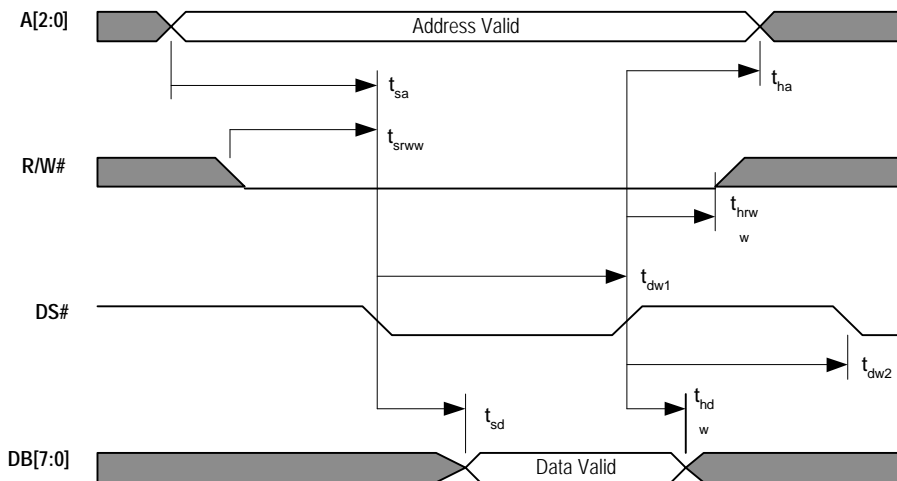 A[2:0]
Address Valid
tsa
tha
tsrww
R/W#
thrw
w
tdw1
DS#
tdw2
thd
w
tsd
DB[7:0]
Data Valid